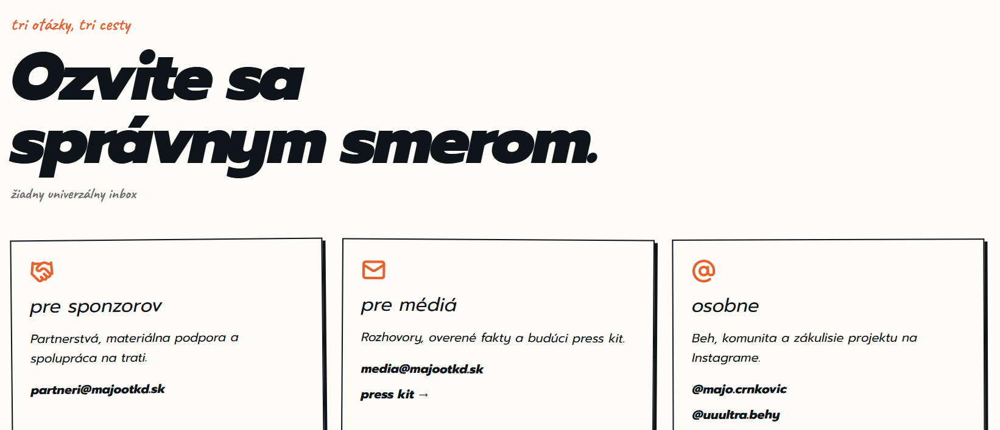 tri otázky, tri cesty
Ozvite sa
správnym smerom.
žiadny univerzálny inbox
pre sponzorov
Partnerstvá, materiálna podpora a
spolupráca na trati.
partneri@majootkd.sk
pre médiá
Rozhovory, overené fakty a budúci press kit.
media@majootkd.sk
press kit →
osobne
Beh, komunita a zákulisie projektu na
Instagrame.
@majo.crnkovic
@uuultra.behy